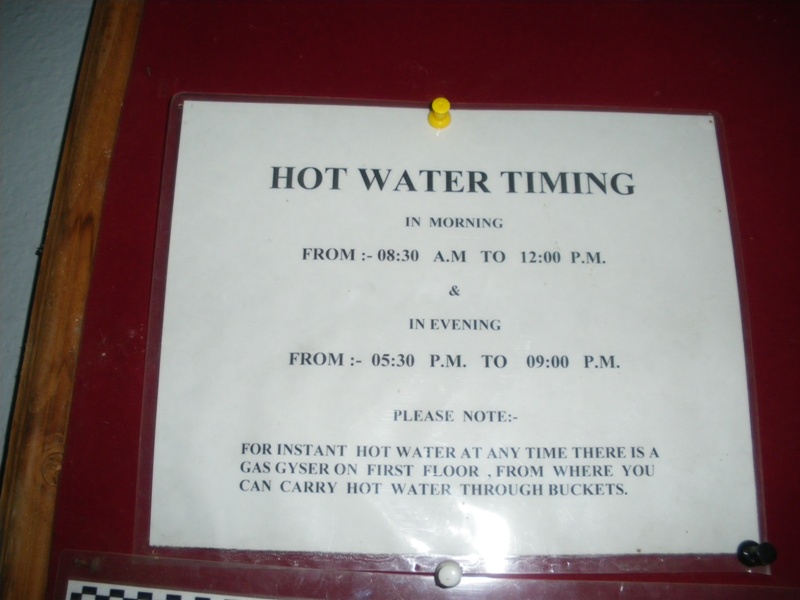 HOT WATER TIMING
IN MORNING
FROM :- 08:30 A.M TO 12:00 P.M.
&
IN EVENING
FROM :- 05:30 P.M. TO 09:00 P.M.
PLEASE NOTE:-
FOR INSTANT HOT WATER AT ANY TIME THERE IS A
GAS GYSER ON FIRST FLOOR , FROM WHERE YOU
CAN CARRY HOT WATER THROUGH BUCKETS.